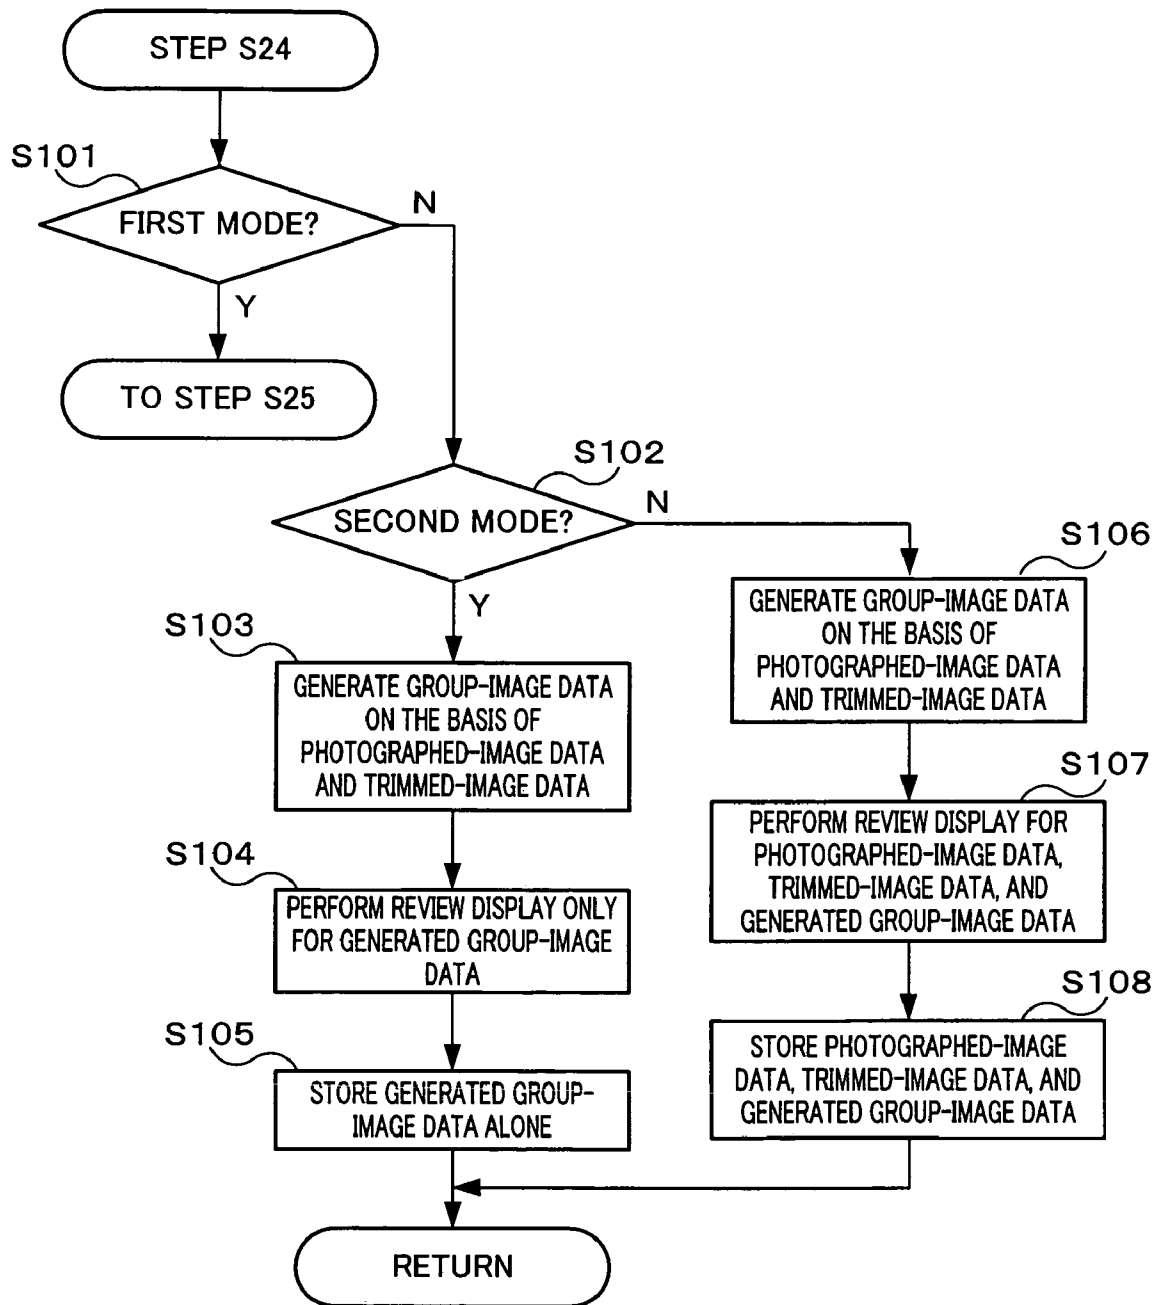 STEP S24
S101
FIRST MODE?
N
Y
TO STEP S25
S102
SECOND MODE?
N
Y
S103
GENERATE GROUP-IMAGE DATA
ON THE BASIS OF
PHOTOGRAPHED-IMAGE DATA
AND TRIMMED-IMAGE DATA
S104
PERFORM REVIEW DISPLAY ONLY
FOR GENERATED GROUP-IMAGE
DATA
S105
STORE GENERATED GROUP-
IMAGE DATA ALONE
S106
GENERATE GROUP-IMAGE DATA
ON THE BASIS OF
PHOTOGRAPHED-IMAGE DATA
AND TRIMMED-IMAGE DATA
S107
PERFORM REVIEW DISPLAY FOR
PHOTOGRAPHED-IMAGE DATA,
TRIMMED-IMAGE DATA, AND
GENERATED GROUP-IMAGE DATA
S108
STORE PHOTOGRAPHED-IMAGE
DATA, TRIMMED-IMAGE DATA, AND
GENERATED GROUP-IMAGE DATA
RETURN